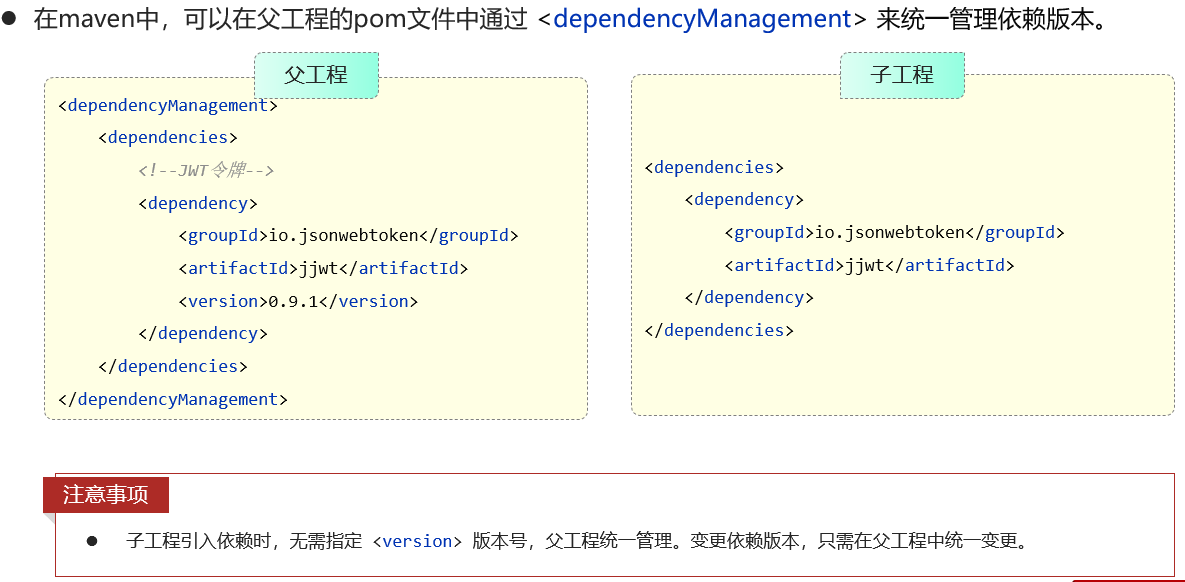 ● 在maven中，可以在父工程的pom文件中通过 <dependencyManagement> 来统一管理依赖版本。
父工程
<dependencyManagement>
    <dependencies>
        <!--JWT令牌-->
        <dependency>
            <groupId>io.jsonwebtoken</groupId>
            <artifactId>jjwt</artifactId>
            <version>0.9.1</version>
        </dependency>
    </dependencies>
</dependencyManagement>
子工程
<dependencies>
    <dependency>
        <groupId>io.jsonwebtoken</groupId>
        <artifactId>jjwt</artifactId>
    </dependency>
</dependencies>
注意事项
● 子工程引入依赖时，无需指定 <version> 版本号，父工程统一管理。变更依赖版本，只需在父工程中统一变更。